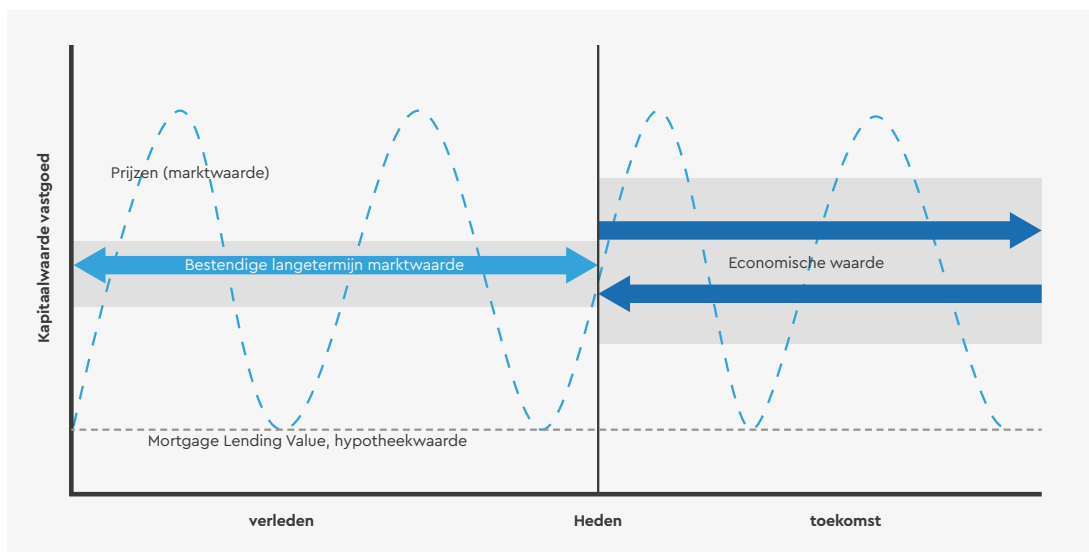 Kapitaalwaarde vastgoed
Prijzen (marktwaarde)
Bestendige langetermijn marktwaarde
Economische waarde
Mortgage Lending Value, hypotheekwaarde
verleden
Heden
toekomst